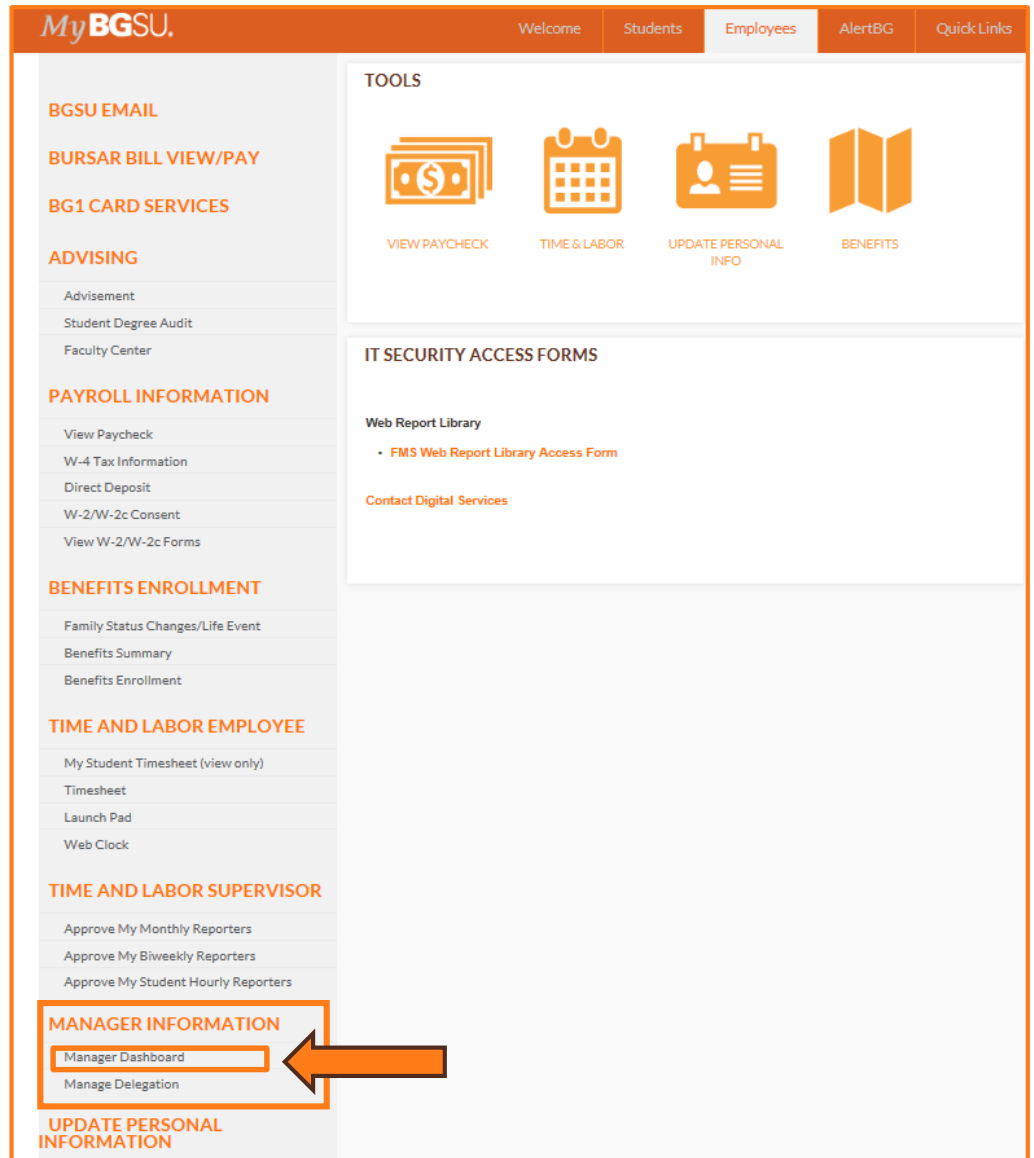 MyBGSU.
Welcome
Students
Employees
AlertBG
Quick Links
BGSU EMAIL
BURSAR BILL VIEW/PAY
BG1 CARD SERVICES
ADVISING
Advisement
Student Degree Audit
Faculty Center
PAYROLL INFORMATION
View Paycheck
W-4 Tax Information
Direct Deposit
W-2/W-2c Consent
View W-2/W-2c Forms
BENEFITS ENROLLMENT
Family Status Changes/Life Event
Benefits Summary
Benefits Enrollment
TIME AND LABOR EMPLOYEE
My Student Timesheet (view only)
Timesheet
Launch Pad
Web Clock
TIME AND LABOR SUPERVISOR
Approve My Monthly Reporters
Approve My Biweekly Reporters
Approve My Student Hourly Reporters
MANAGER INFORMATION
Manager Dashboard
Manage Delegation
UPDATE PERSONAL
INFORMATION
TOOLS
$
VIEW PAYCHECK
TIME & LABOR
UPDATE PERSONAL
INFO
BENEFITS
IT SECURITY ACCESS FORMS
Web Report Library
• FMS Web Report Library Access Form
Contact Digital Services